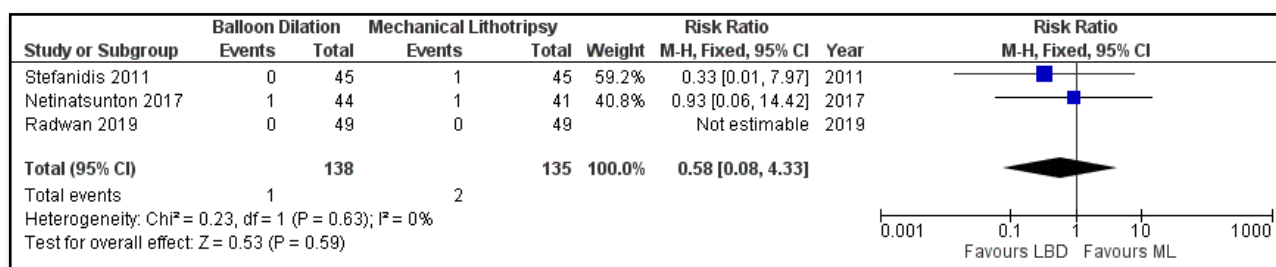 Balloon Dilation Mechanical Lithotripsy Risk Ratio Risk Ratio
Study or Subgroup Events Total Events Total Weight M-H, Fixed, 95% CI Year M-H, Fixed, 95% CI
Stefanidis 2011 0 45 1 45 59.2% 0.33 [0.01, 7.97] 2011
Netinatsunton 2017 1 44 1 41 40.8% 0.93 [0.06, 14.42] 2017
Radwan 2019 0 49 0 49 Not estimable 2019
Total (95% CI) 138 135 100.0% 0.58 [0.08, 4.33]
Total events 1 2
Heterogeneity: Chi² = 0.23, df = 1 (P = 0.63); I² = 0%
Test for overall effect: Z = 0.53 (P = 0.59)
0.001 0.1 1 10 1000
Favours LBD Favours ML